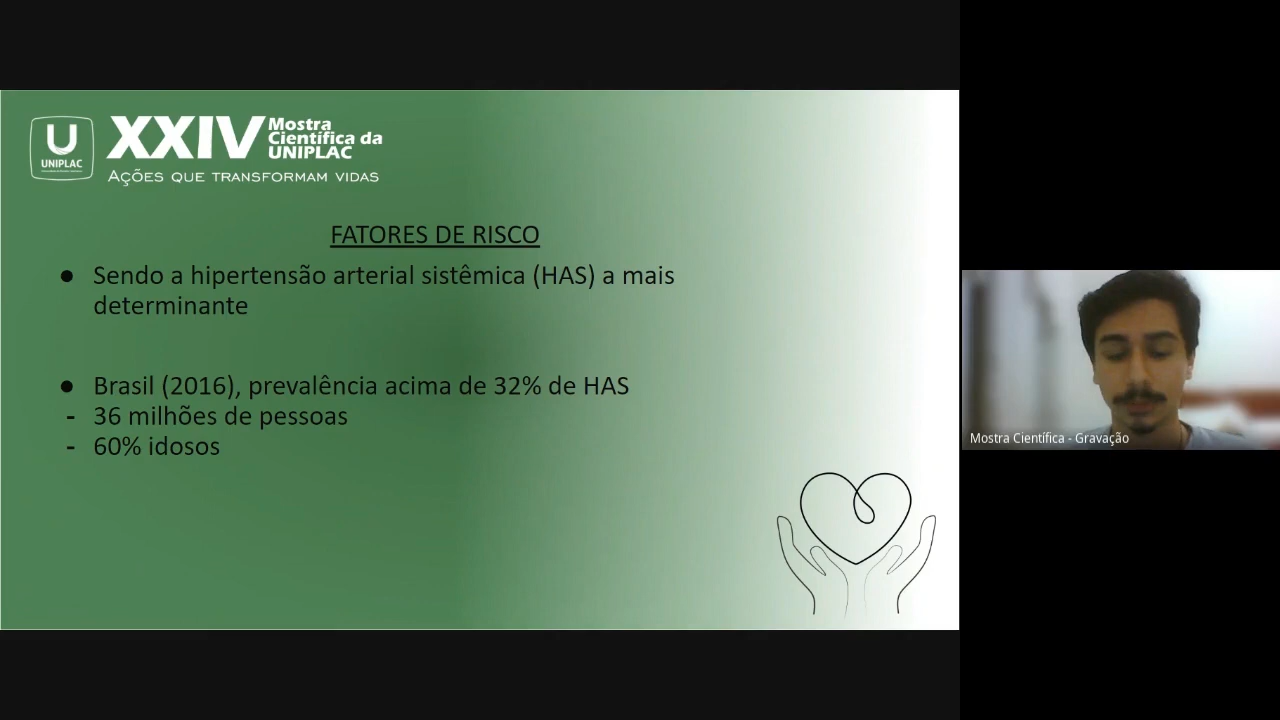 U
UNIPLAC
XXIV Mostra
Científica da
UNIPLAC
AÇÕES QUE TRANSFORMAM VIDAS
FATORES DE RISCO
● Sendo a hipertensão arterial sistêmica (HAS) a mais
determinante
● Brasil (2016), prevalência acima de 32% de HAS
- 36 milhões de pessoas
- 60% idosos
Mostra Científica - Gravação